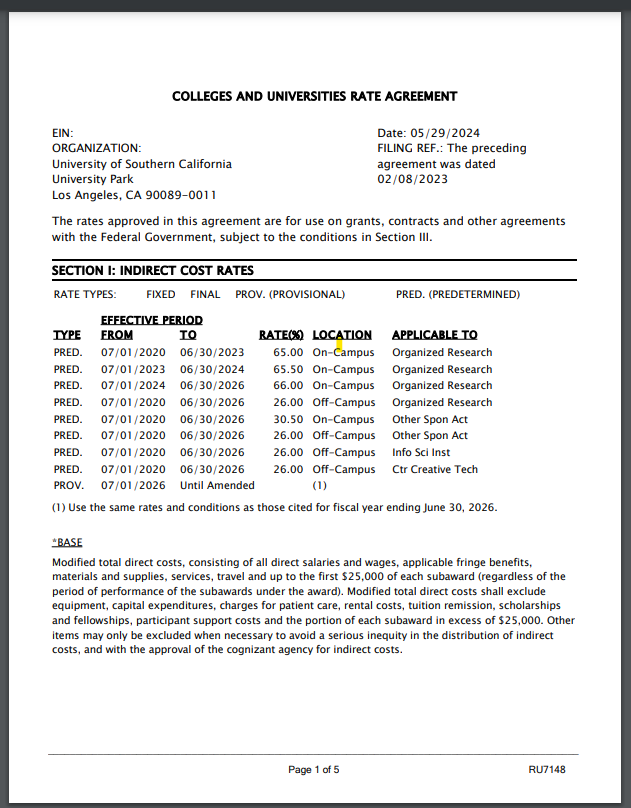 COLLEGES AND UNIVERSITIES RATE AGREEMENT
EIN: Date: 05/29/2024
ORGANIZATION: FILING REF.: The preceding
University of Southern California agreement was dated
University Park 02/08/2023
Los Angeles, CA 90089-0011
The rates approved in this agreement are for use on grants, contracts and other agreements
with the Federal Government, subject to the conditions in Section III.
SECTION I: INDIRECT COST RATES
RATE TYPES: FIXED FINAL PROV. (PROVISIONAL) PRED. (PREDETERMINED)
EFFECTIVE PERIOD
TYPE FROM TO RATE(%) LOCATION APPLICABLE TO
PRED. 07/01/2020 06/30/2023 65.00 On-Campus Organized Research
PRED. 07/01/2023 06/30/2024 65.50 On-Campus Organized Research
PRED. 07/01/2024 06/30/2026 66.00 On-Campus Organized Research
PRED. 07/01/2020 06/30/2026 26.00 Off-Campus Organized Research
PRED. 07/01/2020 06/30/2026 30.50 On-Campus Other Spon Act
PRED. 07/01/2020 06/30/2026 26.00 Off-Campus Other Spon Act
PRED. 07/01/2020 06/30/2026 26.00 Off-Campus Info Sci Inst
PRED. 07/01/2020 06/30/2026 26.00 Off-Campus Ctr Creative Tech
PROV. 07/01/2026 Until Amended (1)
(1) Use the same rates and conditions as those cited for fiscal year ending June 30, 2026.
*BASE
Modified total direct costs, consisting of all direct salaries and wages, applicable fringe benefits,
materials and supplies, services, travel and up to the first $25,000 of each subaward (regardless of the
period of performance of the subawards under the award). Modified total direct costs shall exclude
equipment, capital expenditures, charges for patient care, rental costs, tuition remission, scholarships
and fellowships, participant support costs and the portion of each subaward in excess of $25,000. Other
items may only be excluded when necessary to avoid a serious inequity in the distribution of indirect
costs, and with the approval of the cognizant agency for indirect costs.
Page 1 of 5 RU7148